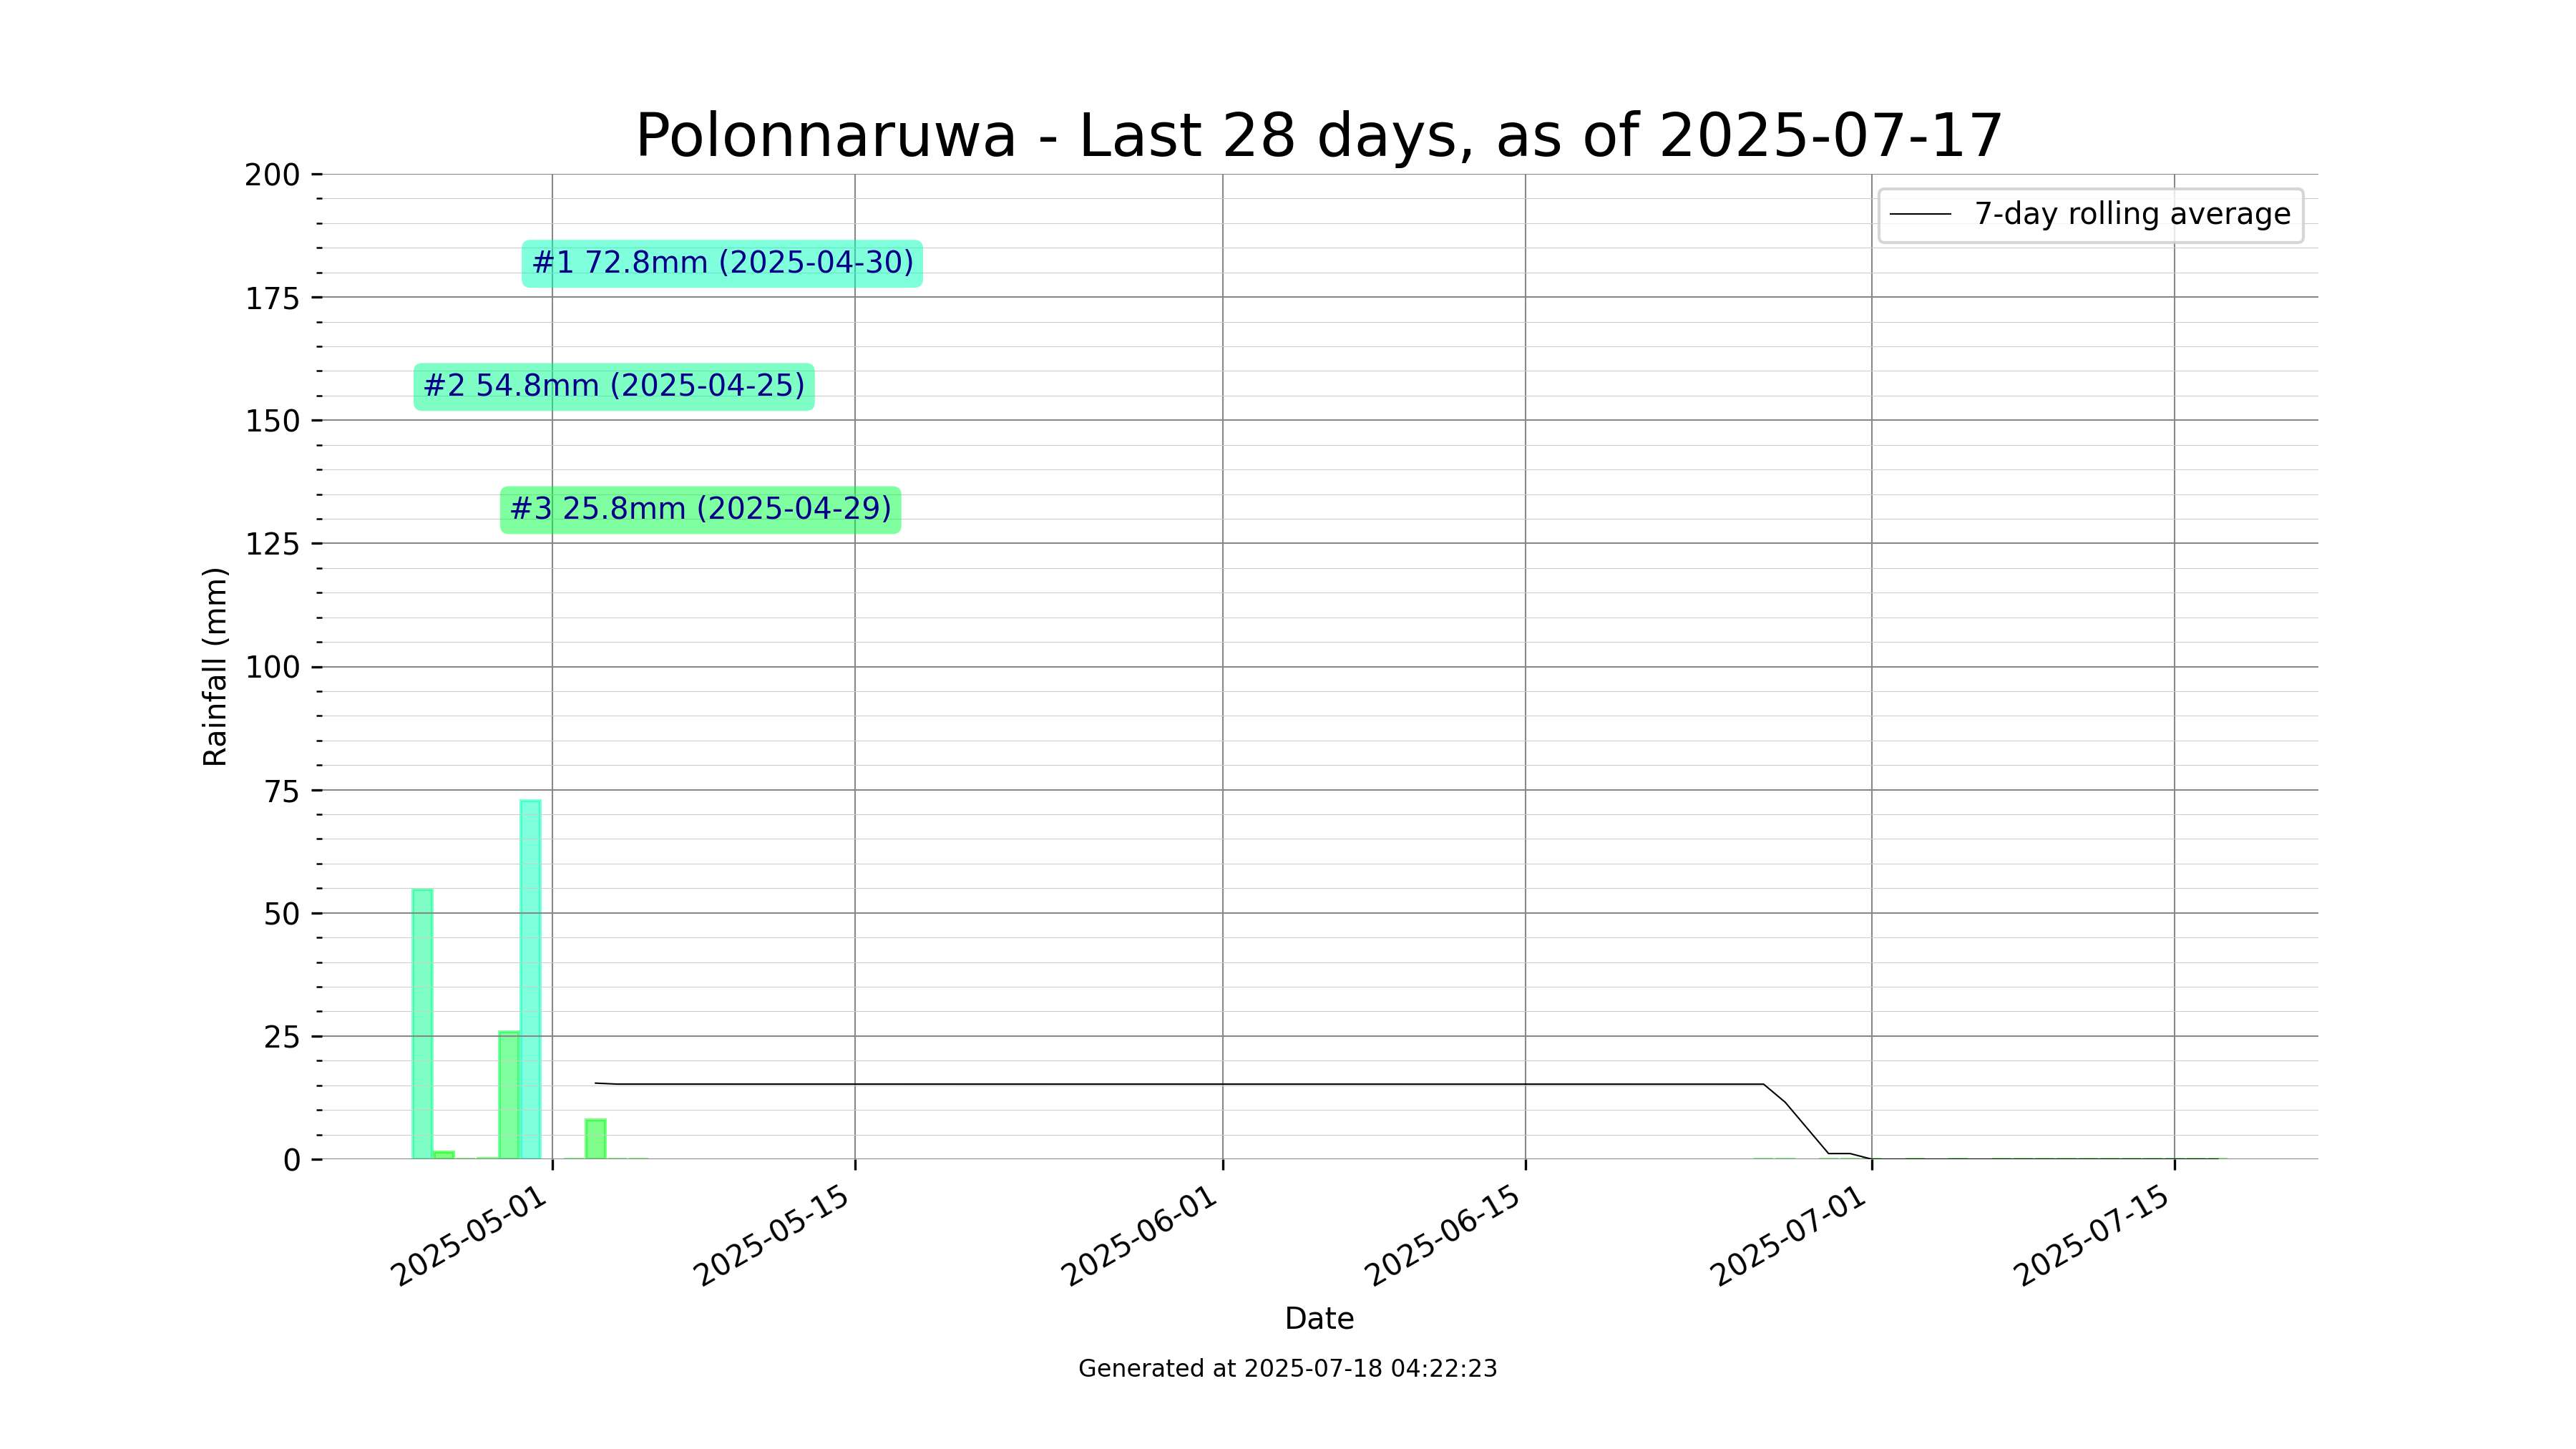 Polonnaruwa - Last 28 days, as of 2025-07-17
200
7-day rolling average
#1 72.8mm (2025-04-30)
175
#2 54.8mm (2025-04-25)
150
#3 25.8mm (2025-04-29)
125
Rainfall (mm)
100
75
50
25
0
2025-05-01
2025-05-15
2025-06-01
2025-06-15
2025-07-01
2025-07-15
Date
Generated at 2025-07-18 04:22:23